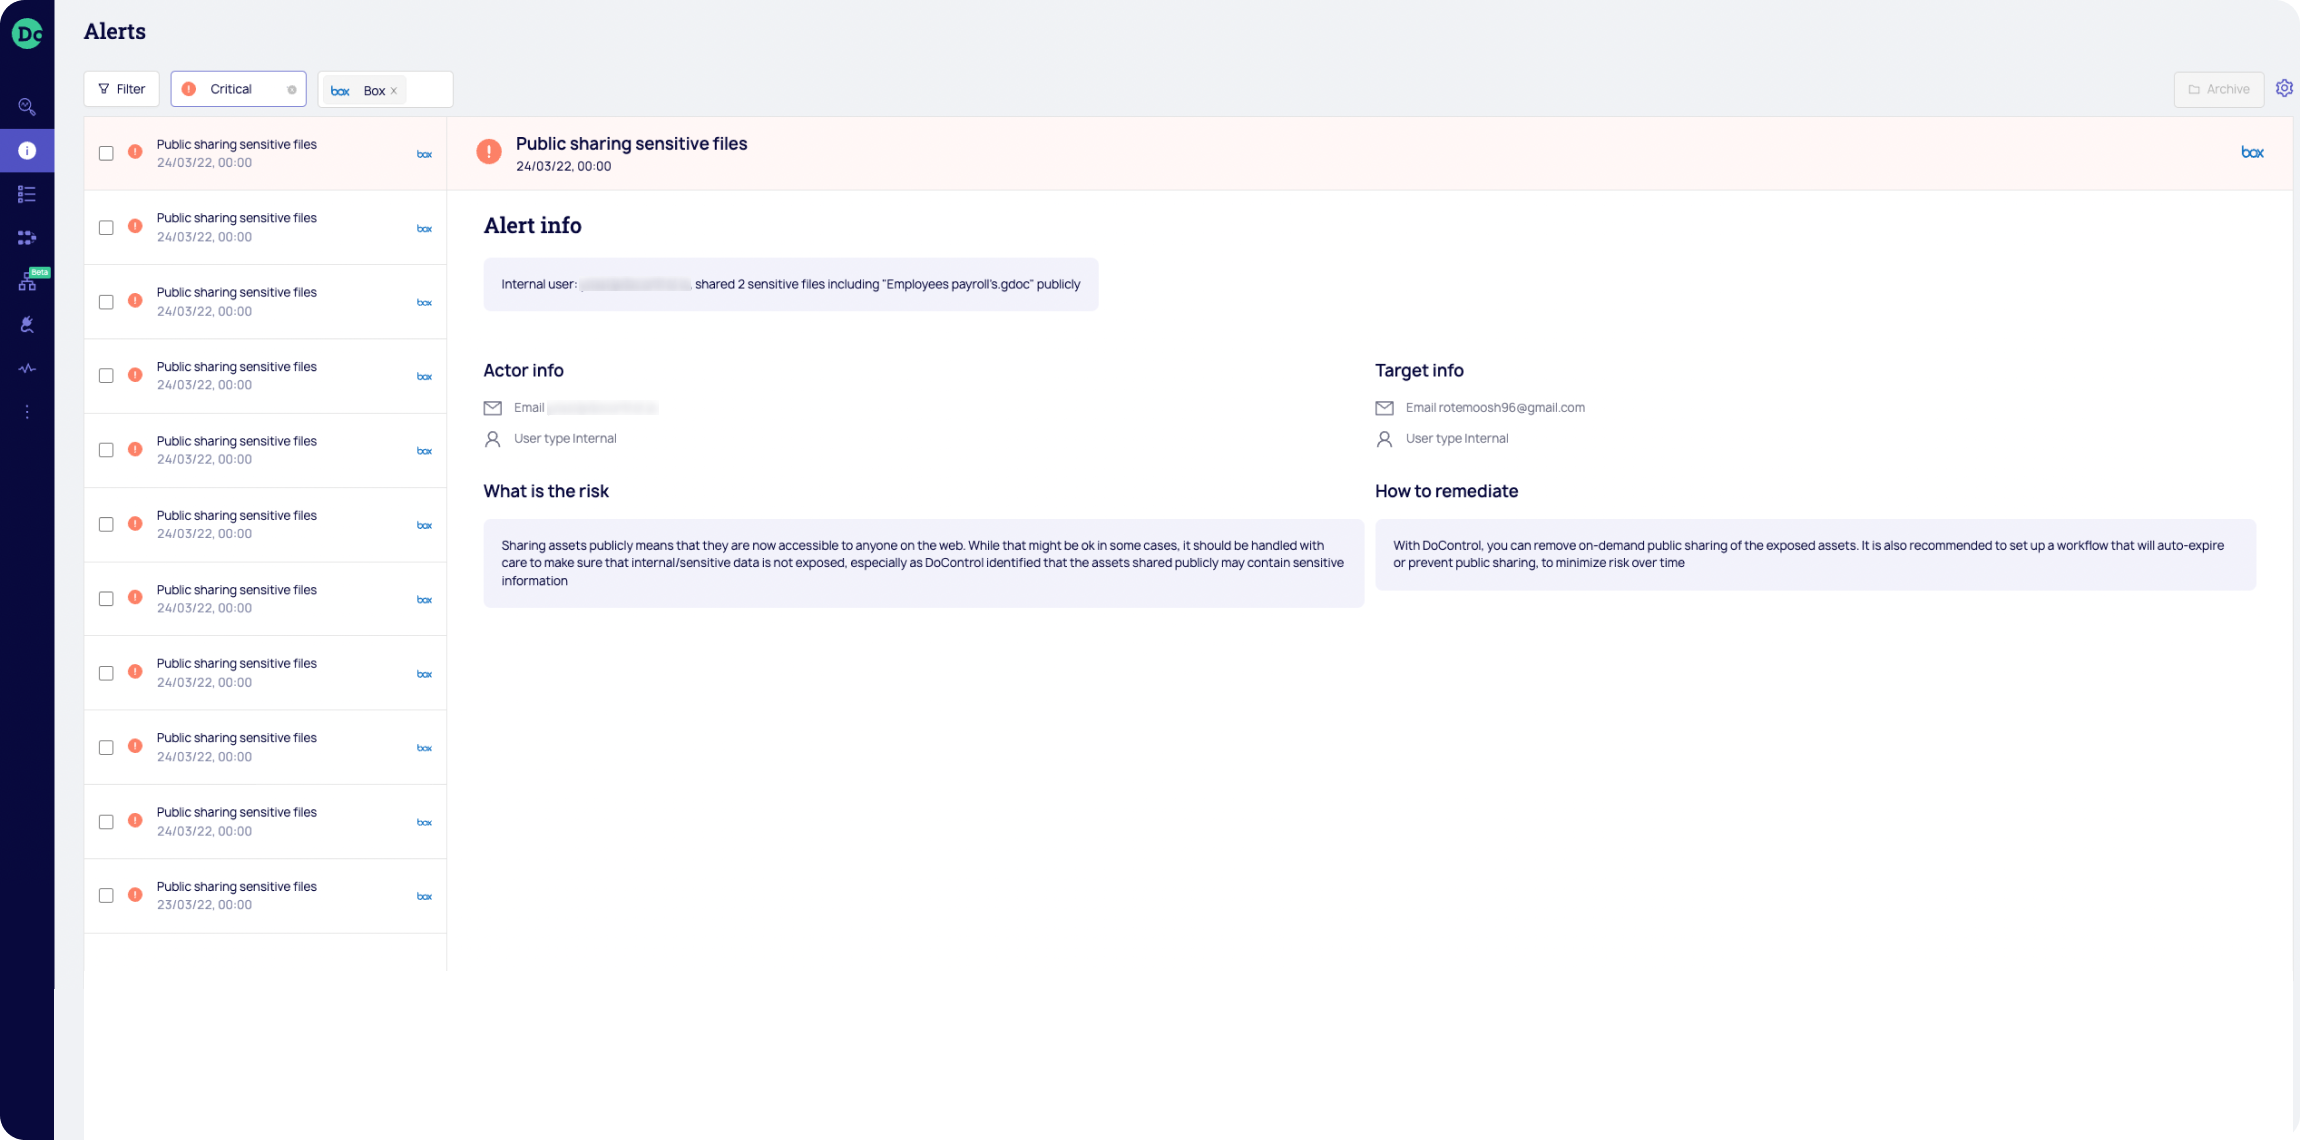 Do
Alerts
Filter
Critical
box Box x
Archive
Beta
Public sharing sensitive files
24/03/22, 00:00
box
Public sharing sensitive files
24/03/22, 00:00
box
Public sharing sensitive files
24/03/22, 00:00
box
Public sharing sensitive files
24/03/22, 00:00
box
Public sharing sensitive files
24/03/22, 00:00
box
Public sharing sensitive files
24/03/22, 00:00
box
Public sharing sensitive files
24/03/22, 00:00
box
Public sharing sensitive files
24/03/22, 00:00
box
Public sharing sensitive files
24/03/22, 00:00
box
Public sharing sensitive files
24/03/22, 00:00
box
Public sharing sensitive files
23/03/22, 00:00
box
Public sharing sensitive files
24/03/22, 00:00
box
Alert info
Internal user: , shared 2 sensitive files including "Employees payroll's.gdoc" publicly
Actor info
Email
User type Internal
Target info
Email rotemoosh96@gmail.com
User type Internal
What is the risk
Sharing assets publicly means that they are now accessible to anyone on the web. While that might be ok in some cases, it should be handled with
care to make sure that internal/sensitive data is not exposed, especially as DoControl identified that the assets shared publicly may contain sensitive
information
How to remediate
With DoControl, you can remove on-demand public sharing of the exposed assets. It is also recommended to set up a workflow that will auto-expire
or prevent public sharing, to minimize risk over time